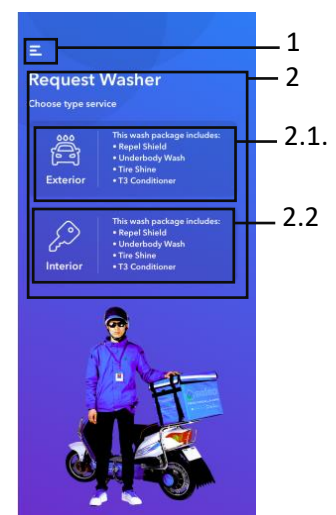 1
Request Washer
2
Choose type service
2.1.
This wash package includes:
• Repel Shield
• Underbody Wash
• Tire Shine
• T3 Conditioner
Exterior
2.2
This wash package includes:
• Repel Shield
• Underbody Wash
• Tire Shine
• T3 Conditioner
Interior